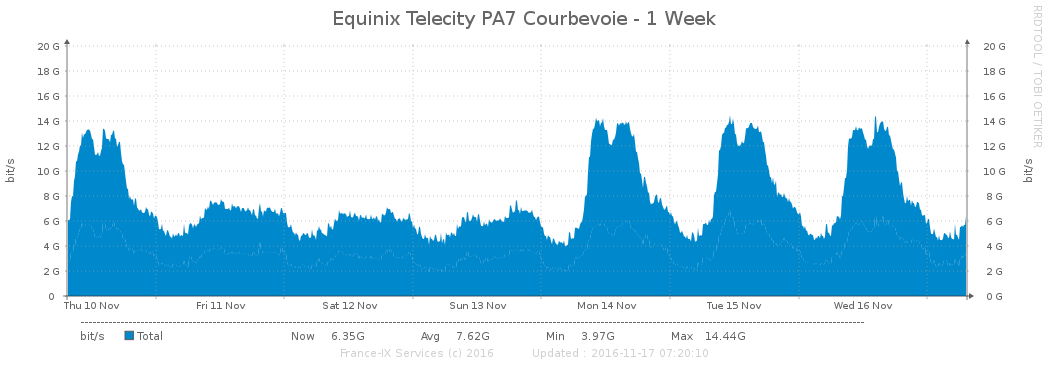 Equinix Telecity PA7 Courbevoie - 1 Week
RRDTOOL / TOBI OETIKER
20 G 20 G
18 G 18 G
16 G 16 G
14 G 14 G
12 G 12 G
10 G 10 G
8 G 8 G
6 G 6 G
4 G 4 G
2 G 2 G
0 0 G
bit/s
bit/s
Thu 10 Nov Fri 11 Nov Sat 12 Nov Sun 13 Nov Mon 14 Nov Tue 15 Nov Wed 16 Nov
bit/s Total Now 6.35G Avg 7.62G Min 3.97G Max 14.44G
France-IX Services (c) 2016 Updated : 2016-11-17 07:20:10